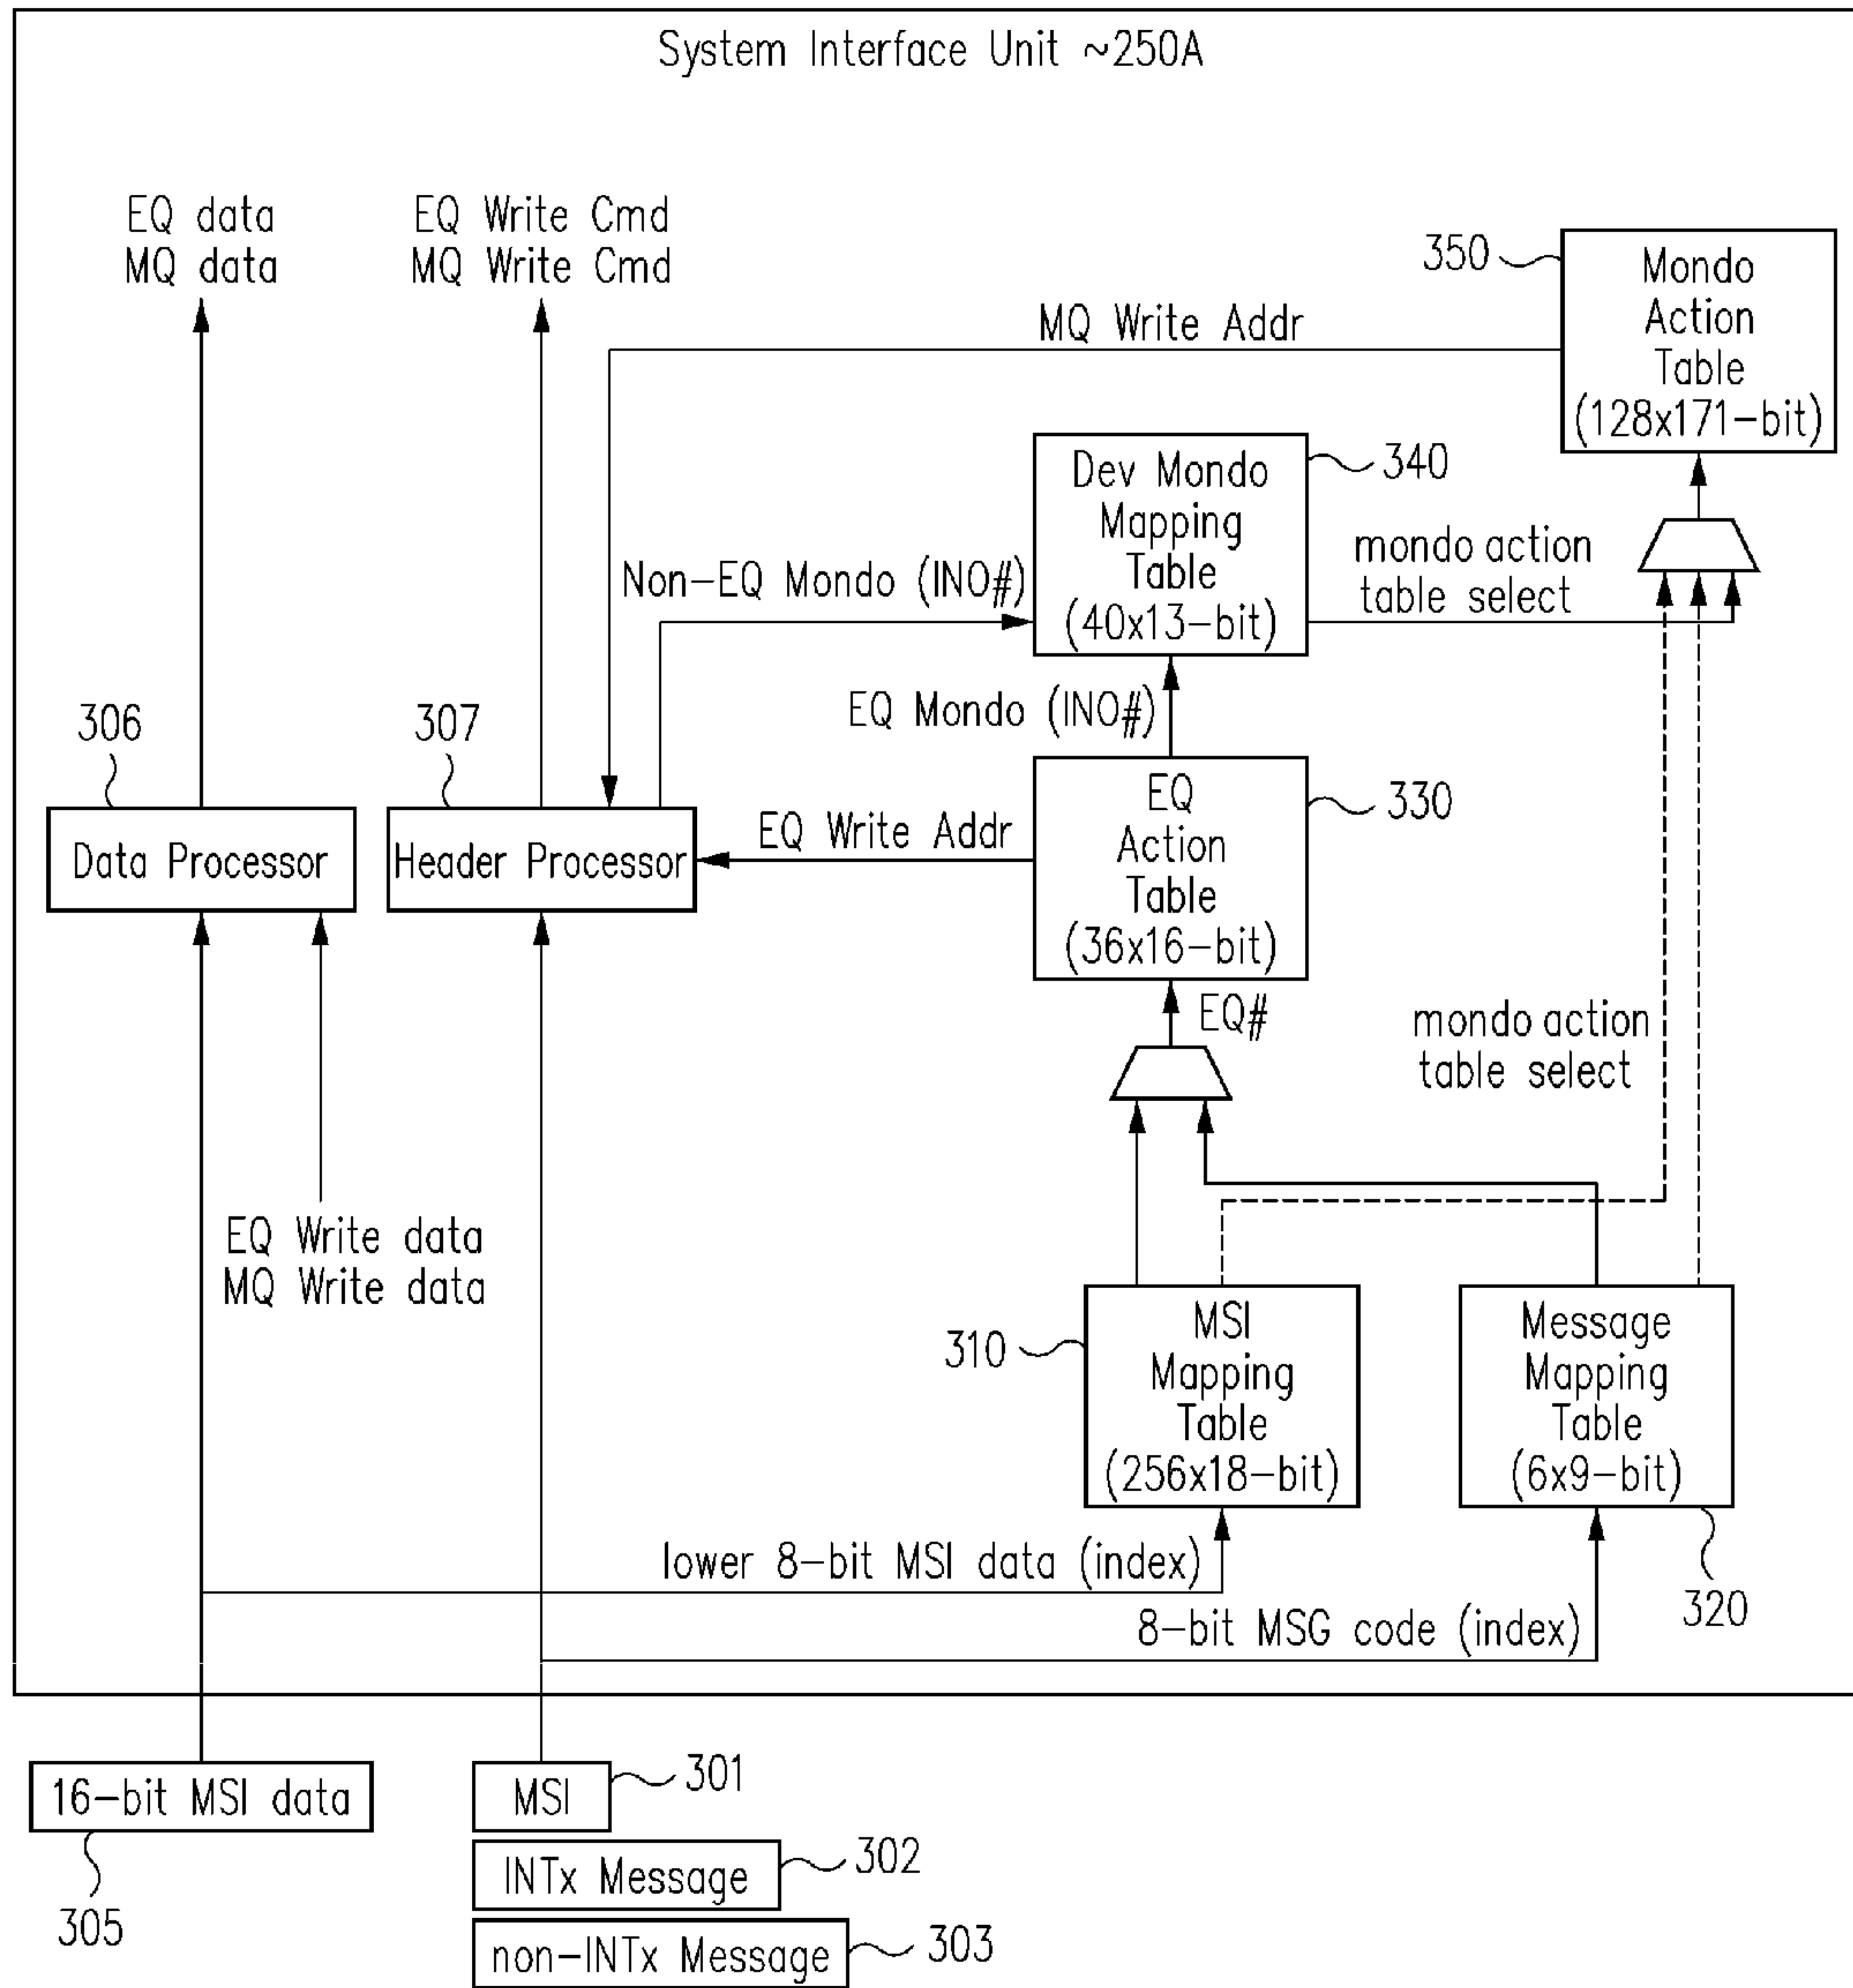 System Interface Unit ~250A
EQ data
MQ data
EQ Write Cmd
MQ Write Cmd
350
Mondo
Action
Table
(128x171-bit)
MQ Write Addr
Dev Mondo
Mapping
Table
(40x13-bit)
340
mondo action
table select
Non-EQ Mondo (INO#)
EQ Mondo (INO#)
306
307
Data Processor
Header Processor
EQ Write Addr
EQ
Action
Table
(36x16-bit)
330
EQ#
mondo action
table select
EQ Write data
MQ Write data
310
MSI
Mapping
Table
(256x18-bit)
Message
Mapping
Table
(6x9-bit)
320
lower 8-bit MSI data (index)
8-bit MSG code (index)
16-bit MSI data
305
MSI
301
INTx Message
302
non-INTx Message
303